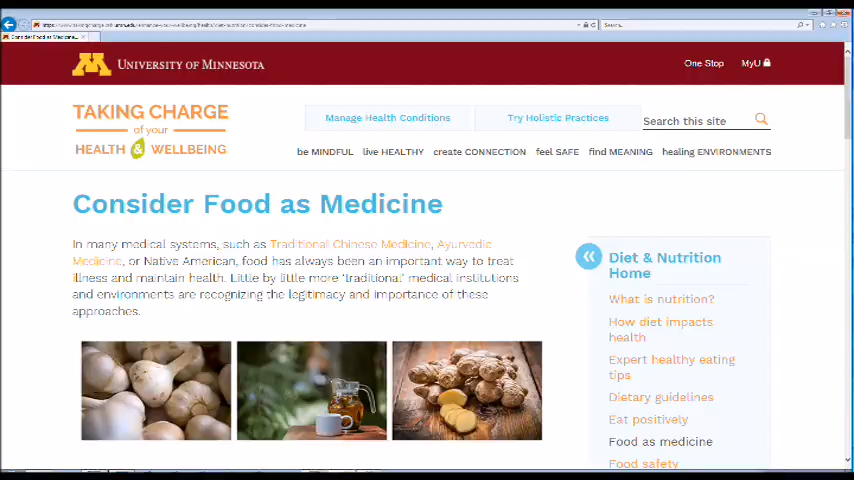 Consider Food as Medicine...
UNIVERSITY OF MINNESOTA
One Stop
MyU
TAKING CHARGE
of your
HEALTH & WELLBEING
Manage Health Conditions
Try Holistic Practices
Search this site
be MINDFUL live HEALTHY create CONNECTION feel SAFE find MEANING healing ENVIRONMENTS
Consider Food as Medicine
In many medical systems, such as Traditional Chinese Medicine, Ayurvedic
Medicine, or Native American, food has always been an important way to treat
illness and maintain health. Little by little more 'traditional' medical institutions
and environments are recognizing the legitimacy and importance of these
approaches.
Diet & Nutrition
Home
What is nutrition?
How diet impacts
health
Expert healthy eating
tips
Dietary guidelines
Eat positively
Food as medicine
Food safety